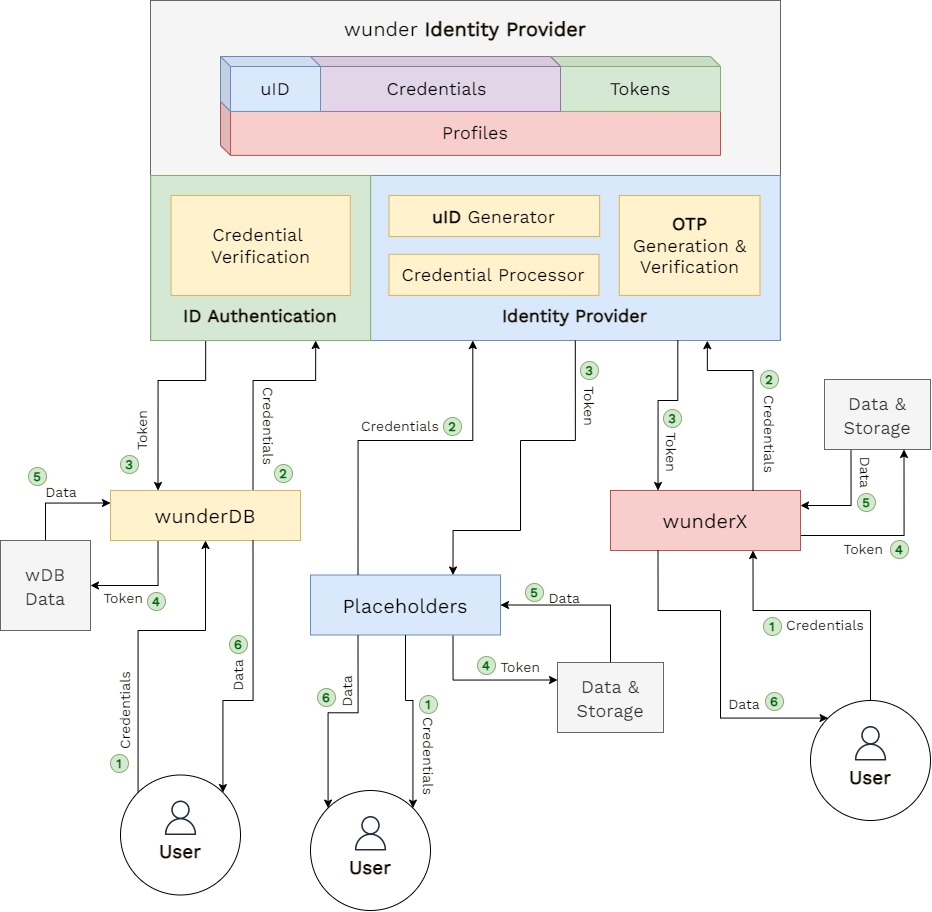 wunder Identity Provider
uID
Credentials
Tokens
Profiles
Credential
Verification
ID Authentication
uID Generator
Credential Processor
OTP
Generation &
Verification
Identity Provider
3
Token
Credentials
2
5
Data
wunderDB
wDB
Data
Token 4
1
Credentials
6
Data
User
Credentials 2
3
Token
Placeholders
5 Data
4 Token
Data &
Storage
6
Data
1
Credentials
User
3
Token
2
Credentials
Data &
Storage
Data
5
wunderX
Token 4
1 Credentials
Data 6
User